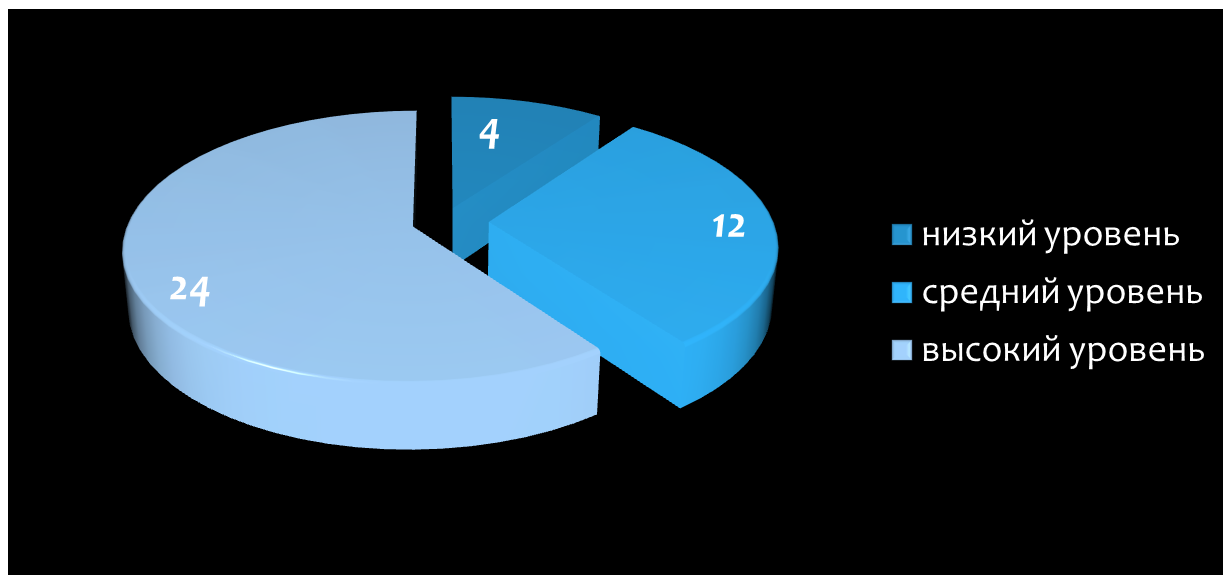 4
12
24
низкий уровень
средний уровень
высокий уровень